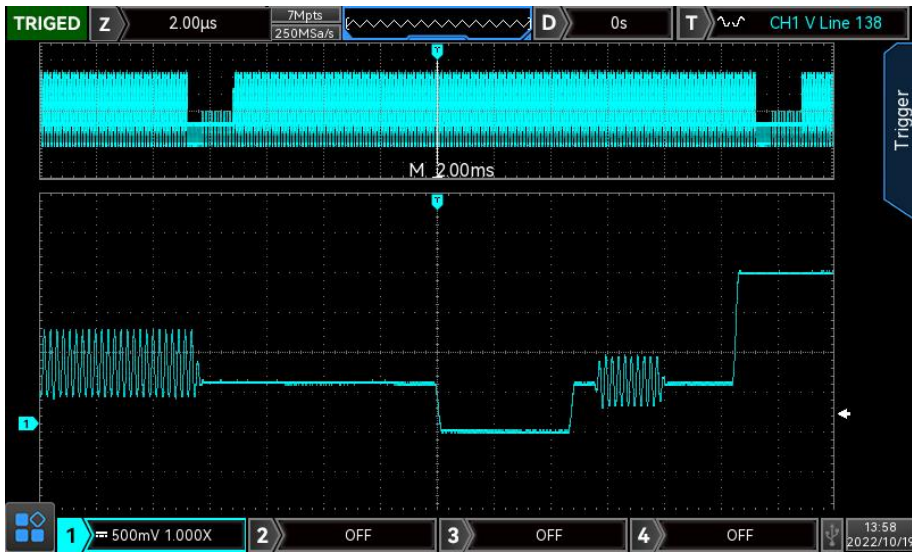 TRIGED Z 2.00μs 7Mpts D 0s T CH1 V Line 138
250MSa/s
T
M 2.00ms
Trigger
T
1
1 500mV 1.000X 2 OFF 3 OFF 4 OFF 13:58
2022/10/19